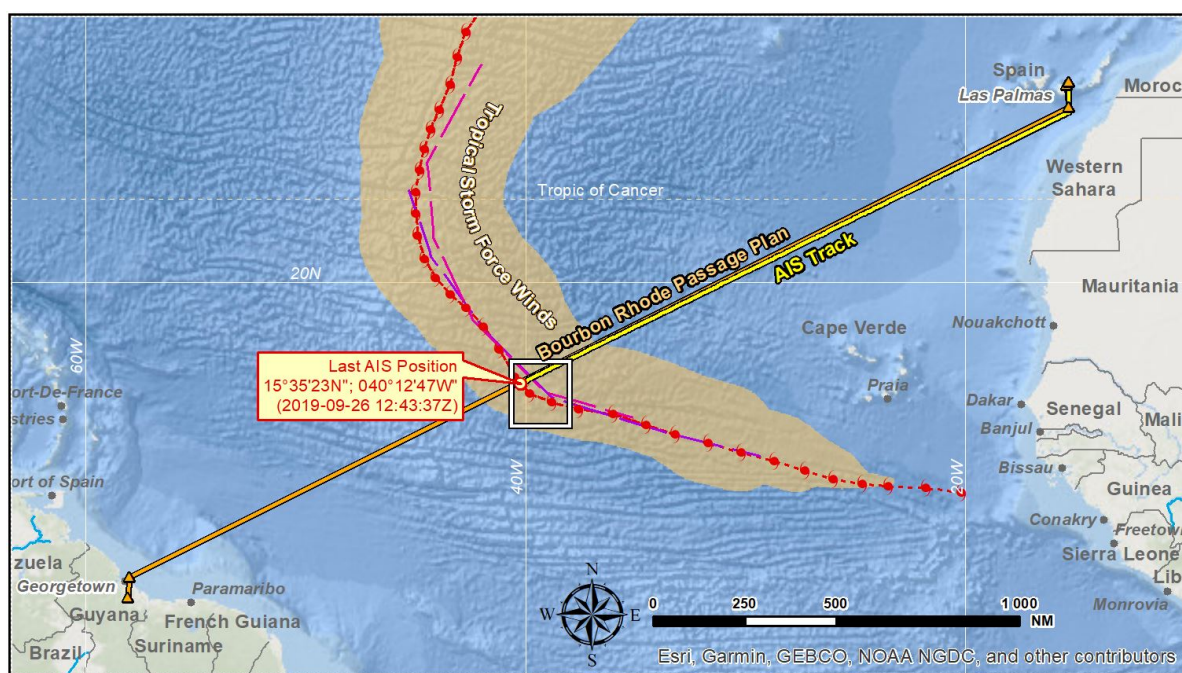 Spain
Las Palmas
Moroc
Western
Sahara
Tropic of Cancer
Tropical Storm Force Winds
Bourbon Rhode Passage Plan
AIS Track
20N
Mauritania
Nouakchott
Cape Verde
Praia
60W
Last AIS Position
15°35'23N"; 040°12'47W"
(2019-09-26 12:43:37Z)
ort-De-France
stries
Dakar
Senegal
Banjul
Mali
40W
20W
Bissau
Guinea
ort of Spain
Conakry
Freetown
Sierra Leone
zuela
Georgetown
Paramaribo
Guyana
French Guiana
Suriname
Brazil
Lib
Monrovia
N
W
E
S
0 250 500 1 000
NM
Esri, Garmin, GEBCO, NOAA NGDC, and other contributors